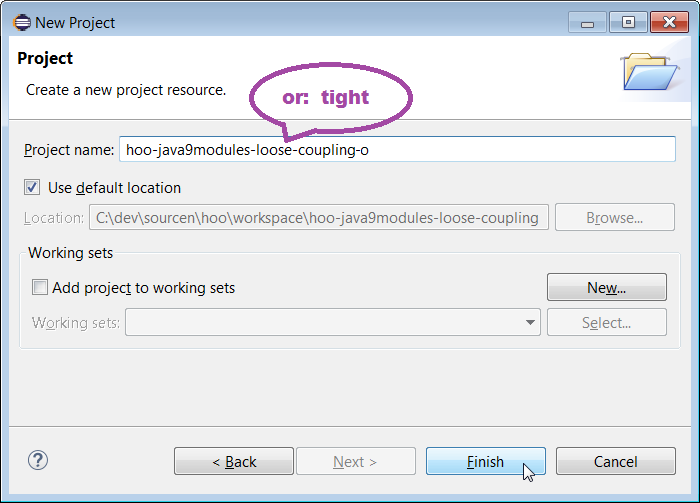 New Project
Project
Create a new project resource.
or: tight
Project name: hoo-java9modules-loose-coupling-o
Use default location
Location: C:\dev\sourcen\hoo\workspace\hoo-java9modules-loose-coupling Browse...
Working sets
Add project to working sets New...
Working sets: Select...
? < Back Next > Finish Cancel